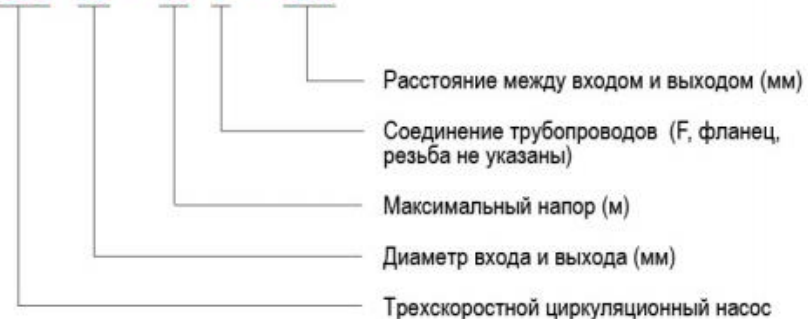 Расстояние между входом и выходом (мм)
Соединение трубопроводов (F, фланец,
резьба не указаны)
Максимальный напор (м)
Диаметр входа и выхода (мм)
Трехскоростной циркуляционный насос